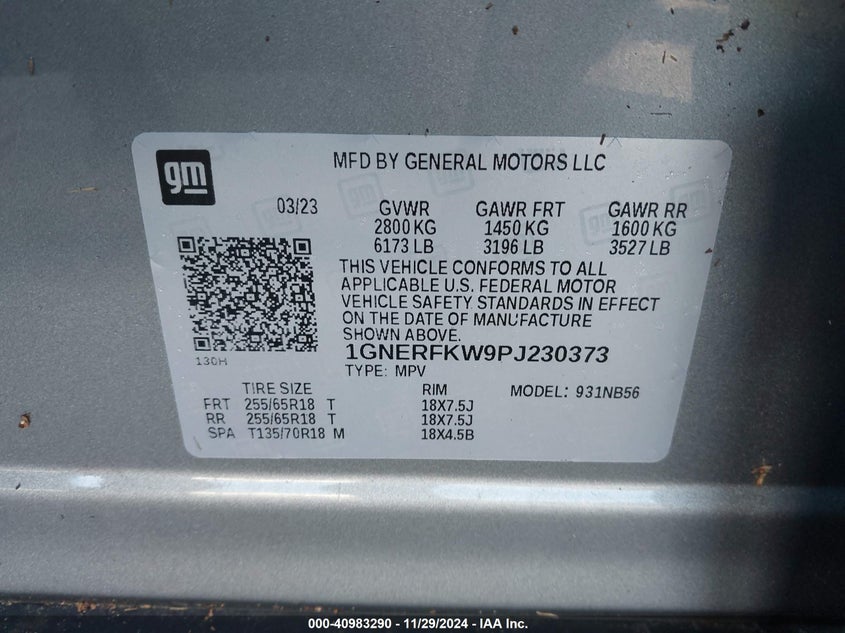 gm
MFD BY GENERAL MOTORS LLC
03/23 GVWR GAWR FRT GAWR RR
2800 KG 1450 KG 1600 KG
6173 LB 3196 LB 3527 LB
THIS VEHICLE CONFORMS TO ALL
APPLICABLE U.S. FEDERAL MOTOR
VEHICLE SAFETY STANDARDS IN EFFECT
ON THE DATE OF MANUFACTURE
SHOWN ABOVE.
130H
1GNERFKW9PJ230373
TYPE: MPV
TIRE SIZE RIM MODEL: 931NB56
FRT 255/65R18 T 18X7.5J
RR 255/65R18 T 18X7.5J
SPA T135/70R18 M 18X4.5B
000-40983290 - 11/29/2024 - IAA Inc.